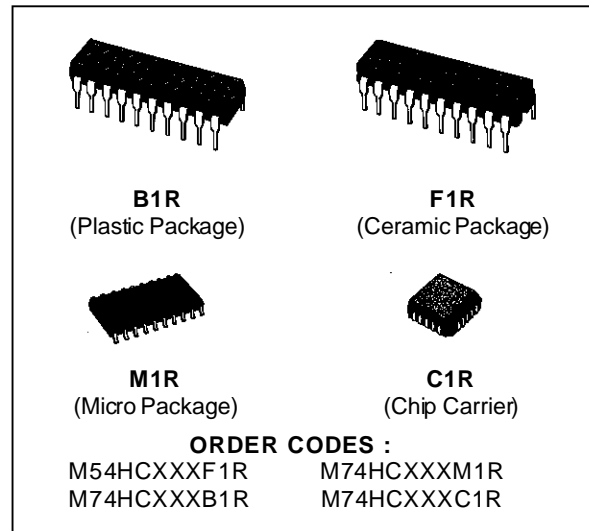 B1R
(Plastic Package)
F1R
(Ceramic Package)
M1R
(Micro Package)
C1R
(Chip Carrier)
ORDER CODES :
M54HCXXXF1R M74HCXXXM1R
M74HCXXXB1R M74HCXXXC1R